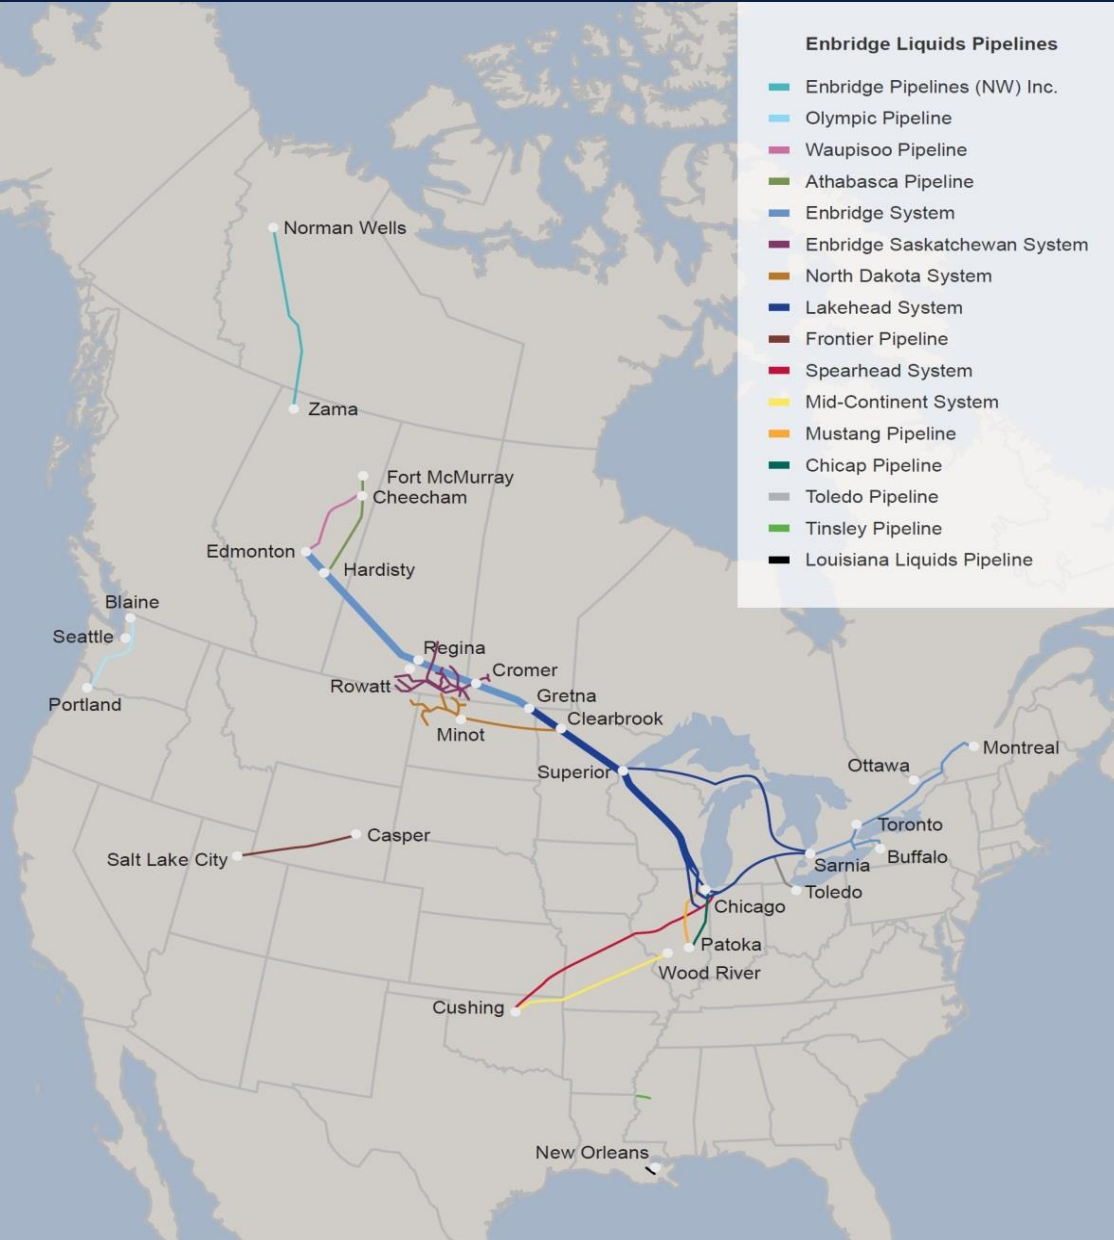 Enbridge Liquids Pipelines
Enbridge Pipelines (NW) Inc.
Olympic Pipeline
Waupisoo Pipeline
Athabasca Pipeline
Enbridge System
Enbridge Saskatchewan System
North Dakota System
Lakehead System
Frontier Pipeline
Spearhead System
Mid-Continent System
Mustang Pipeline
Chicap Pipeline
Toledo Pipeline
Tinsley Pipeline
Louisiana Liquids Pipeline
Norman Wells
Zama
Fort McMurray
Cheecham
Edmonton
Hardisty
Blaine
Seattle
Portland
Regina
Cromer
Rowatt
Gretna
Clearbrook
Minot
Superior
Montreal
Ottawa
Toronto
Buffalo
Sarnia
Toledo
Casper
Salt Lake City
Chicago
Patoka
Wood River
Cushing
New Orleans